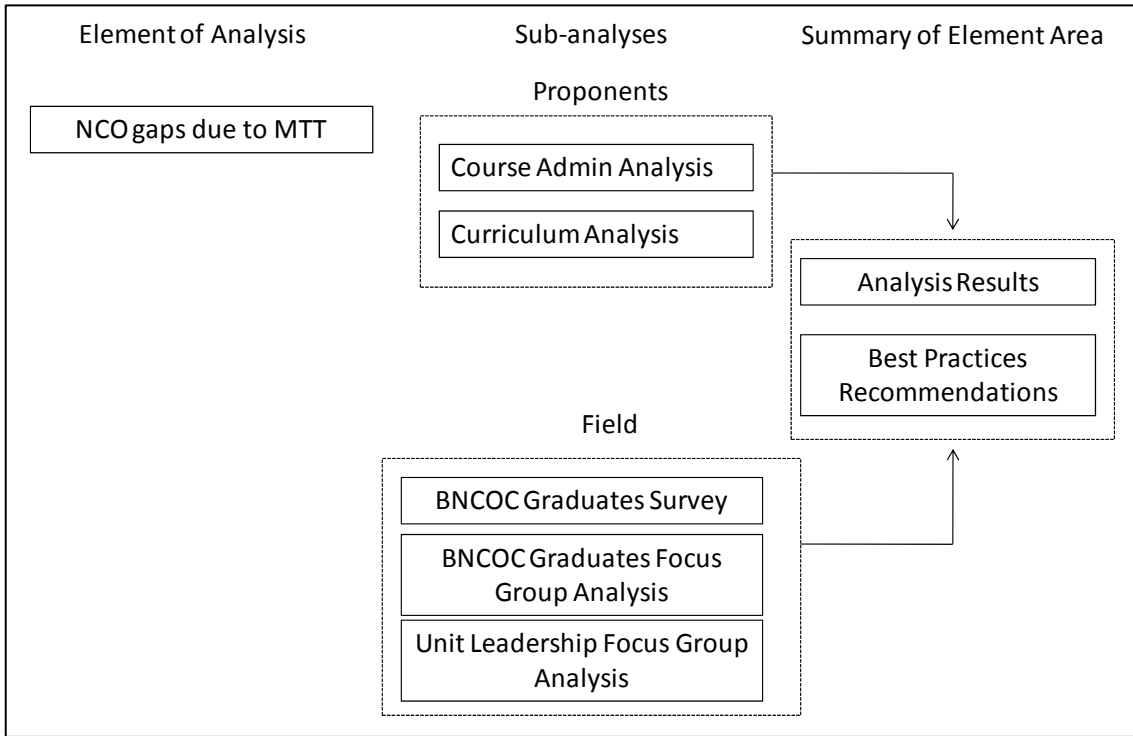 Element of Analysis
Sub-analyses
Summary of Element Area
Proponents
NCO gaps due to MTT
Course Admin Analysis
Curriculum Analysis
Analysis Results
Best Practices
Recommendations
Field
BNCOC Graduates Survey
BNCOC Graduates Focus
Group Analysis
Unit Leadership Focus Group
Analysis